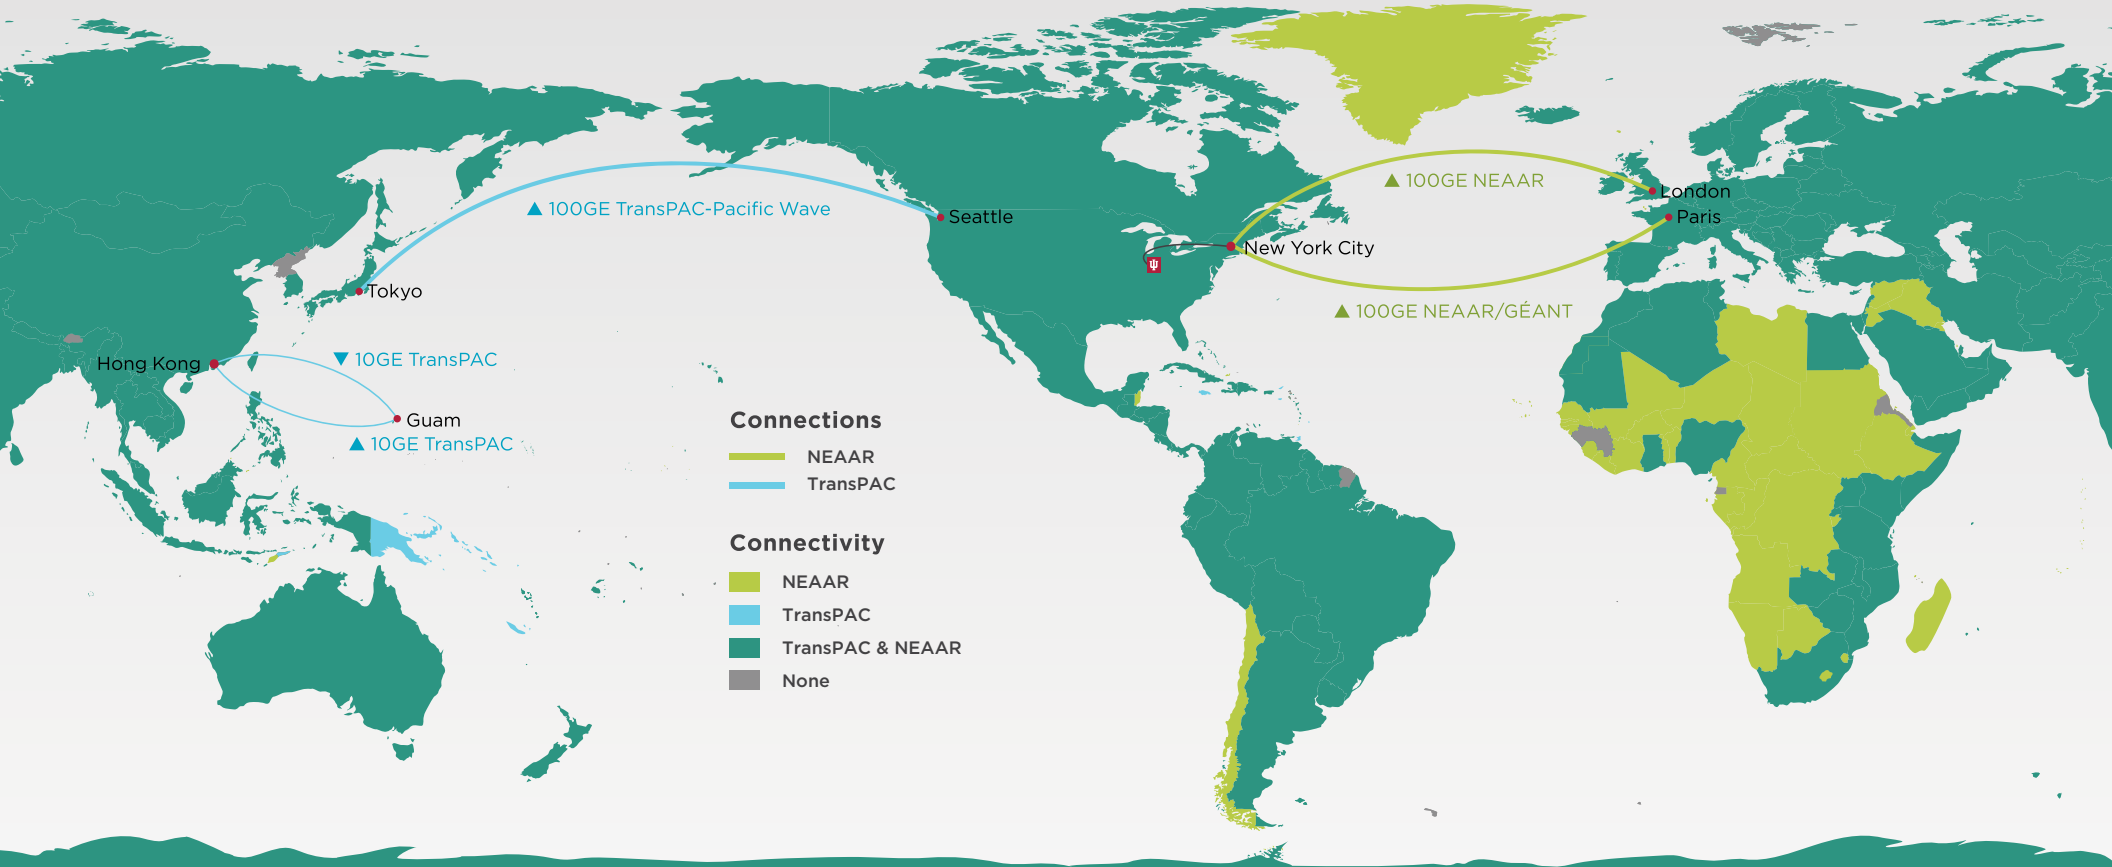 ▲ 100GE NEAAR
London
▲ 100GE TransPAC-Pacific Wave
Seattle
Paris
New York City
Tokyo
▲ 100GE NEAAR/GÉANT
Hong Kong
▼ 10GE TransPAC
Guam
▲ 10GE TransPAC
Connections
NEAAR
TransPAC
Connectivity
NEAAR
TransPAC
TransPAC & NEAAR
None